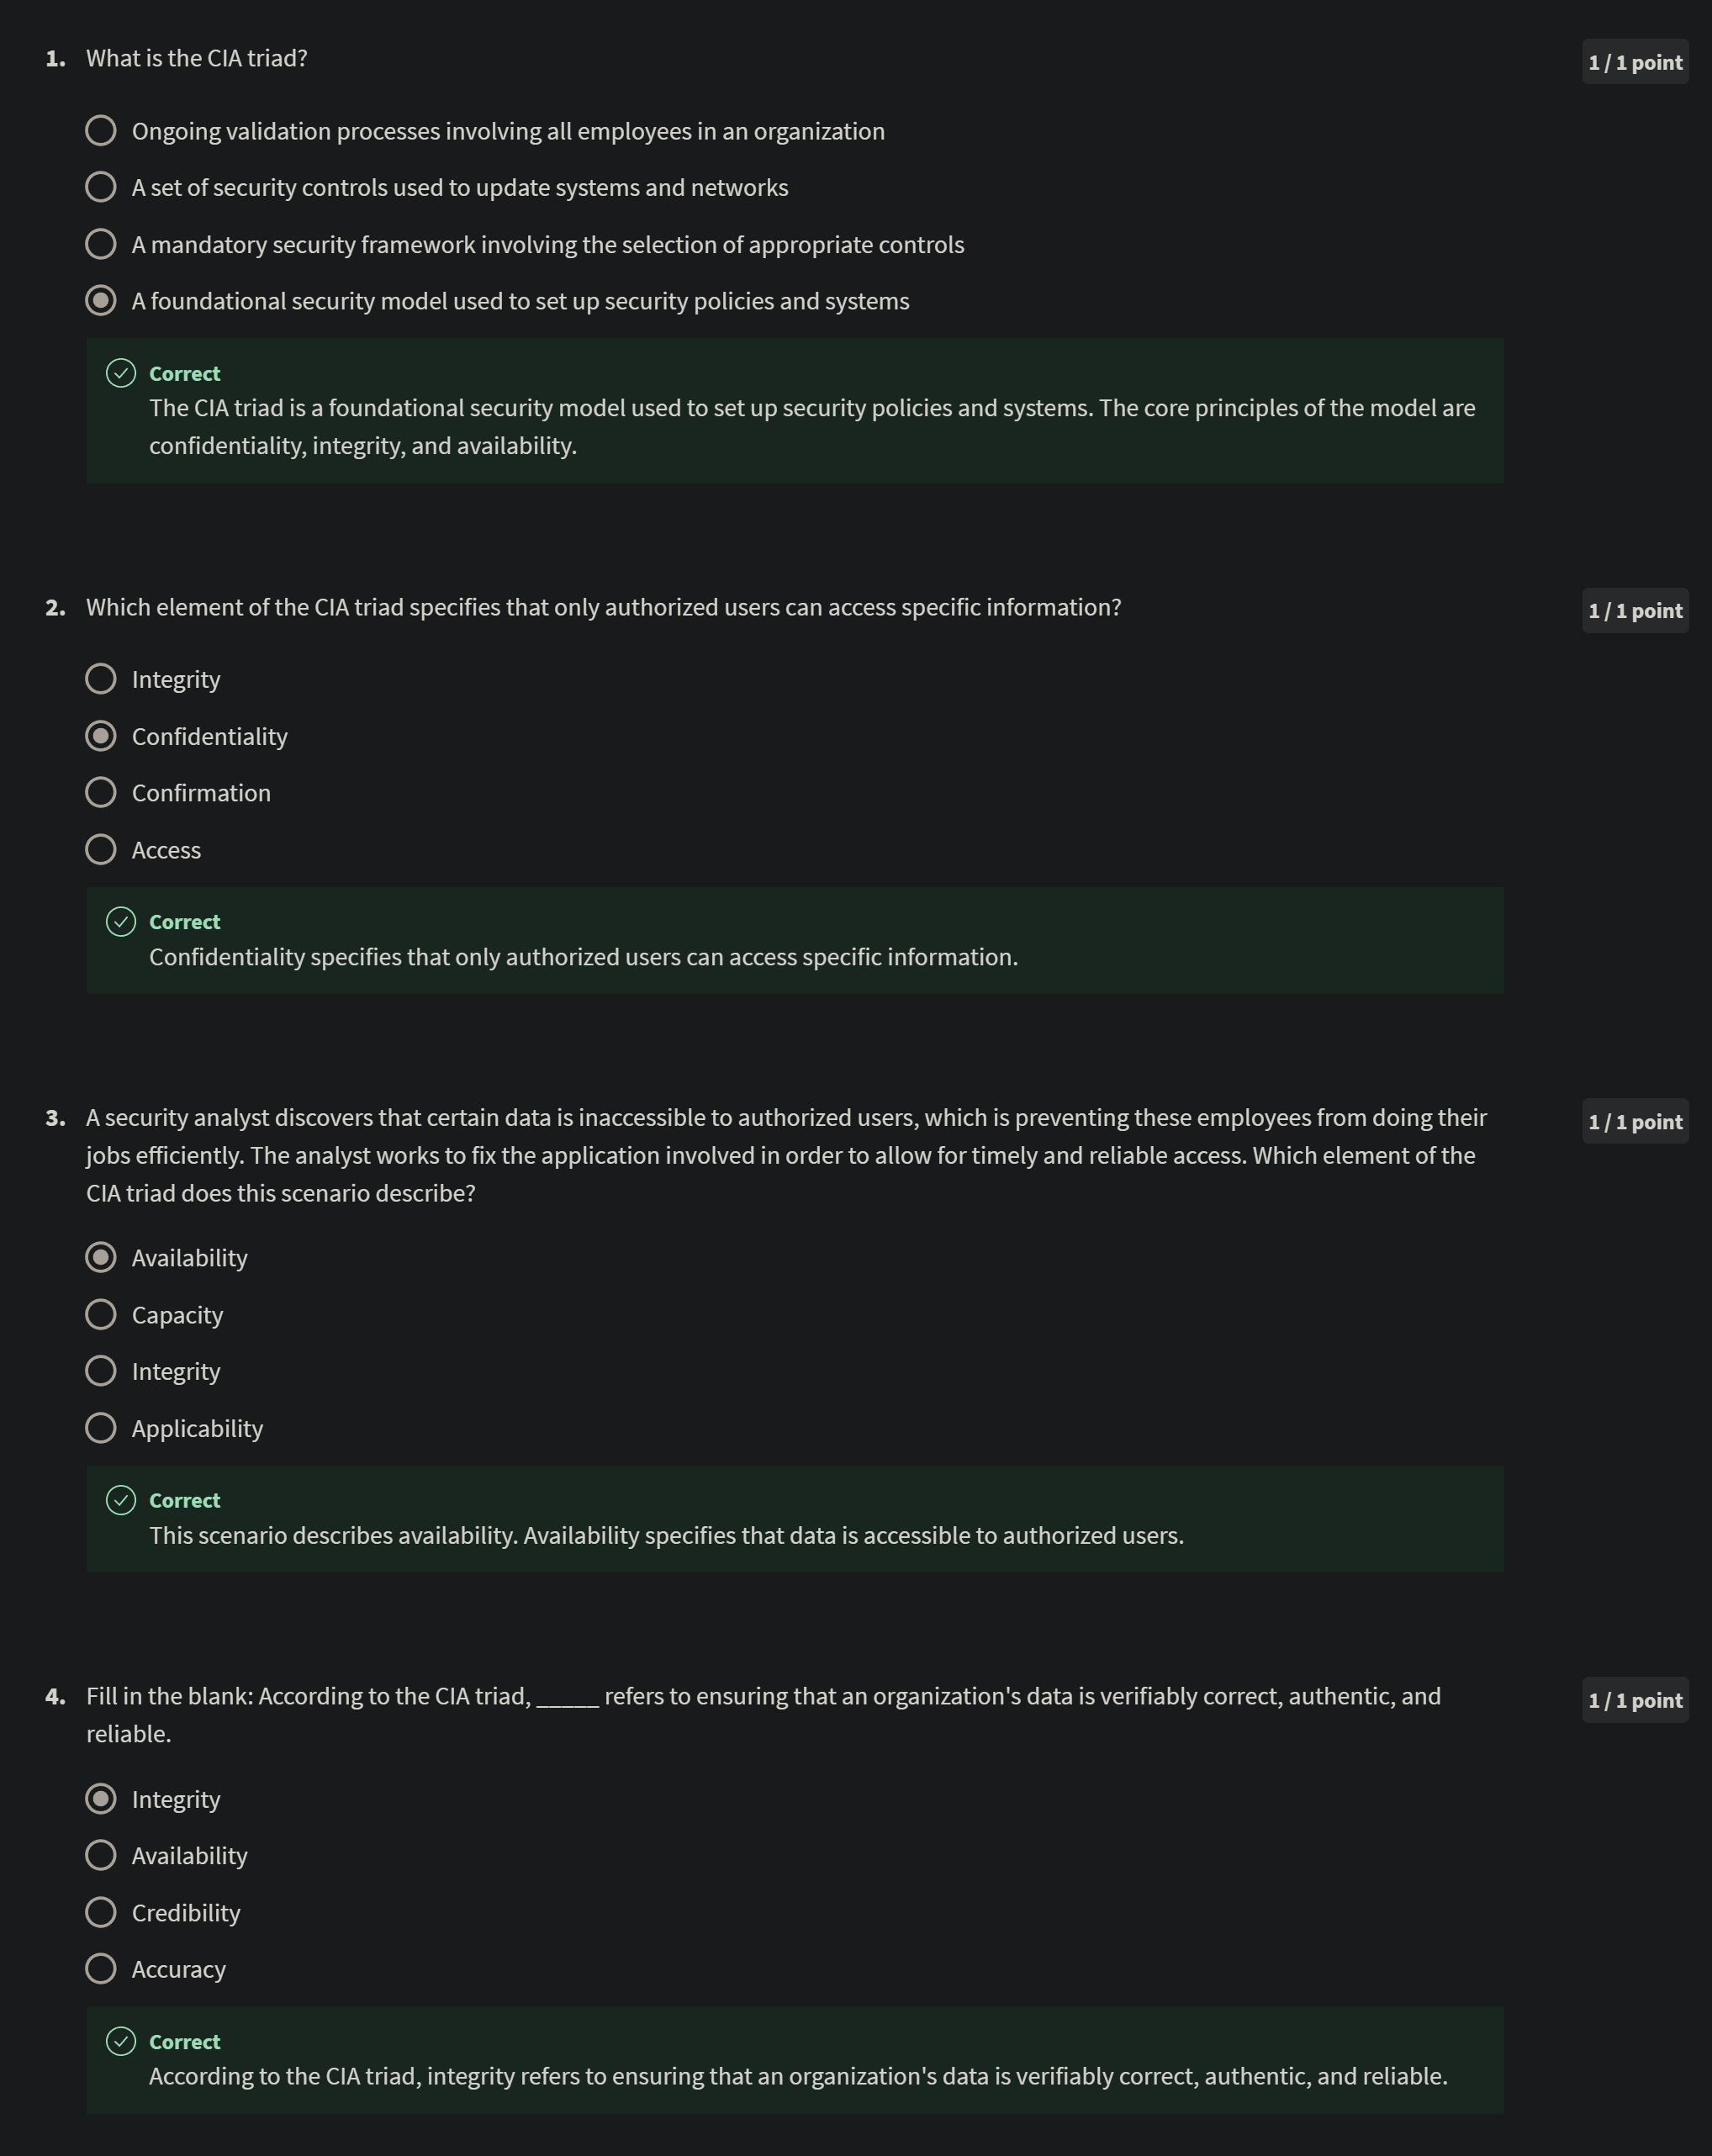 1. What is the CIA triad?
1 / 1 point
Ongoing validation processes involving all employees in an organization
A set of security controls used to update systems and networks
A mandatory security framework involving the selection of appropriate controls
A foundational security model used to set up security policies and systems
Correct
The CIA triad is a foundational security model used to set up security policies and systems. The core principles of the model are
confidentiality, integrity, and availability.
2. Which element of the CIA triad specifies that only authorized users can access specific information?
1 / 1 point
Integrity
Confidentiality
Confirmation
Access
Correct
Confidentiality specifies that only authorized users can access specific information.
3. A security analyst discovers that certain data is inaccessible to authorized users, which is preventing these employees from doing their
1 / 1 point
jobs efficiently. The analyst works to fix the application involved in order to allow for timely and reliable access. Which element of the
CIA triad does this scenario describe?
Availability
Capacity
Integrity
Applicability
Correct
This scenario describes availability. Availability specifies that data is accessible to authorized users.
4. Fill in the blank: According to the CIA triad, _____ refers to ensuring that an organization's data is verifiably correct, authentic, and
1 / 1 point
reliable.
Integrity
Availability
Credibility
Accuracy
Correct
According to the CIA triad, integrity refers to ensuring that an organization's data is verifiably correct, authentic, and reliable.